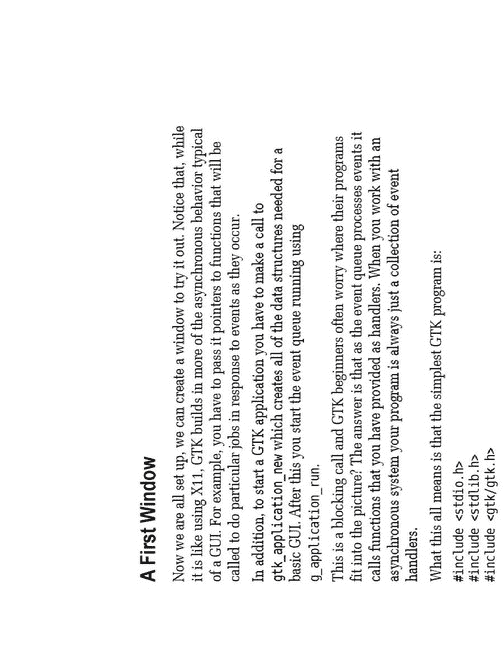 A First Window
Now we are all set up, we can create a window to try it out. Notice that, while
it is like using X11, GTK builds in more of the asynchronous behavior typical
of a GUI. For example, you have to pass it pointers to functions that will be
called to do particular jobs in response to events as they occur.
In addition, to start a GTK application you have to make a call to
gtk_application_new which creates all of the data structures needed for a
basic GUI. After this you start the event queue running using
g_application_run.
This is a blocking call and GTK beginners often worry where their programs
fit into the picture? The answer is that as the event queue processes events it
calls functions that you have provided as handlers. When you work with an
asynchronous system your program is always just a collection of event
handlers.
What this all means is that the simplest GTK program is:
#include <stdio.h>
#include <stdlib.h>
#include <gtk/gtk.h>